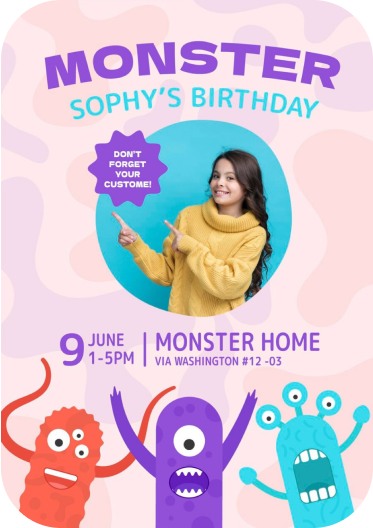 MONSTER
SOPHY'S BIRTHDAY
DON'T
FORGET
YOUR
CUSTOME!
9 JUNE
1-5PM
MONSTER HOME
VIA WASHINGTON #12 -03